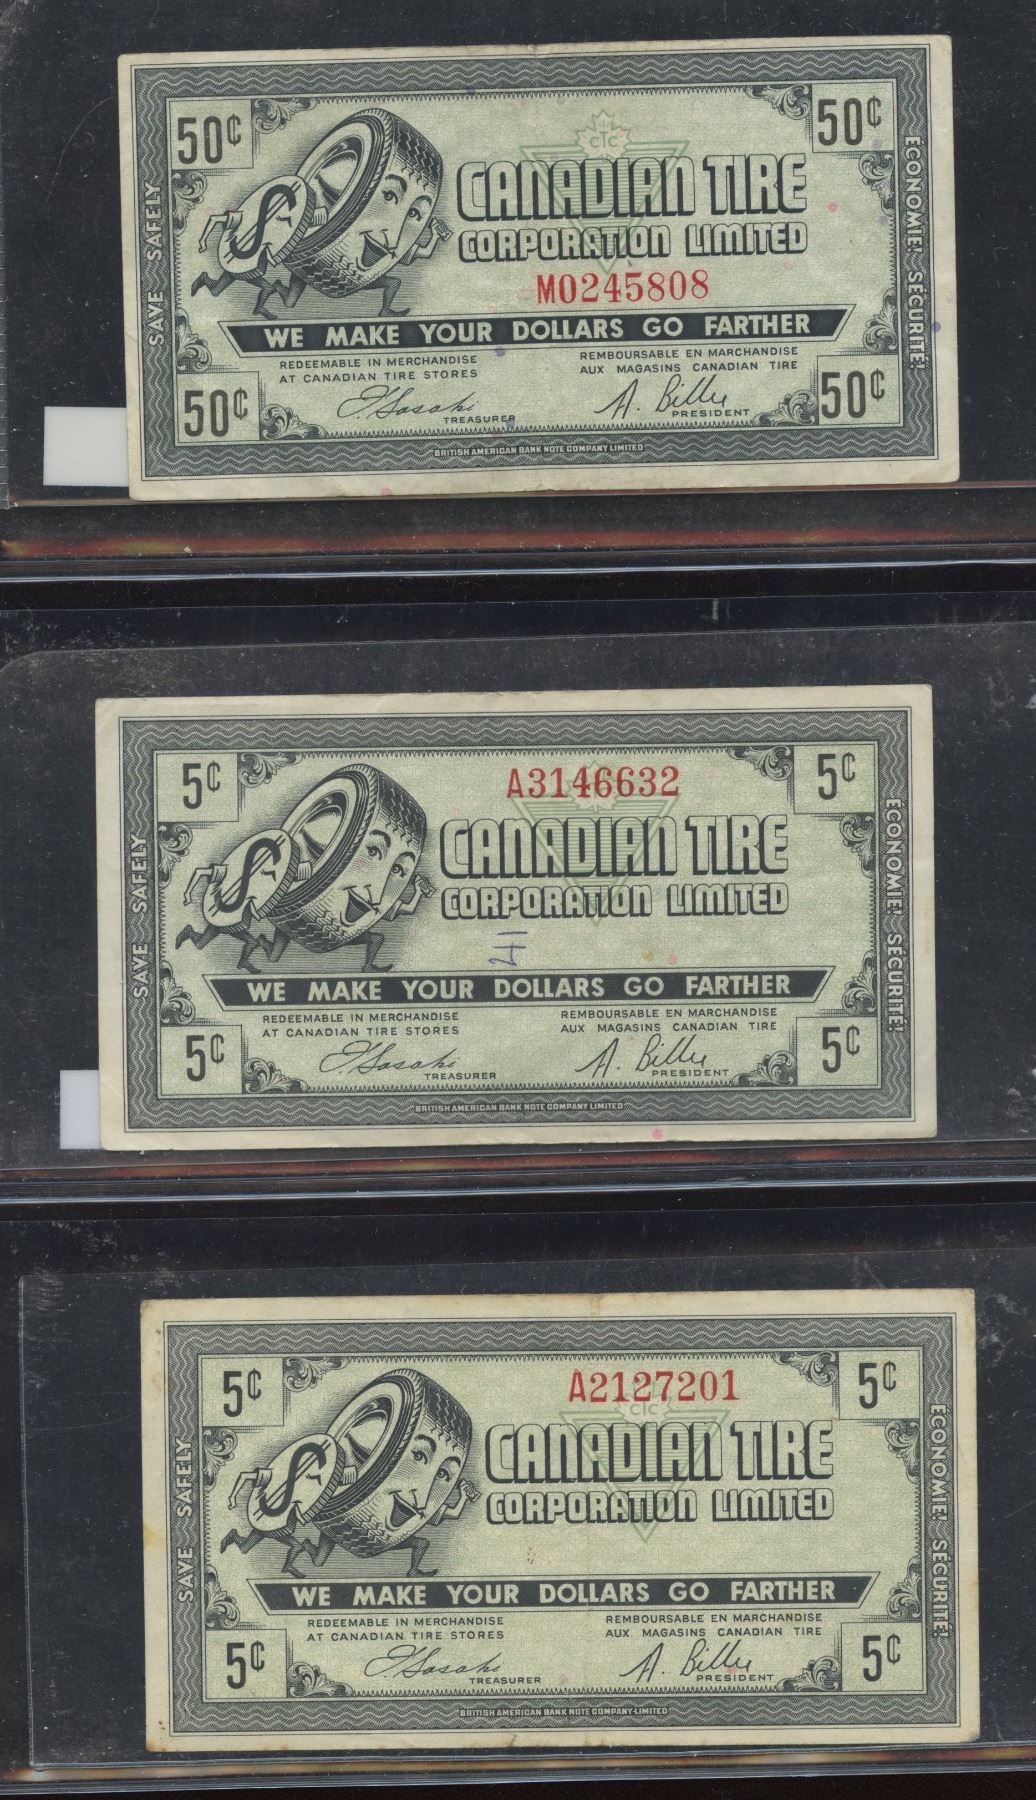 50¢ 50¢
CTC
CANADIAN TIRE
CORPORATION LIMITED
M0245808
WE MAKE YOUR DOLLARS GO FARTHER
REDEEMABLE IN MERCHANDISE
AT CANADIAN TIRE STORES
REMBOURSABLE EN MARCHANDISE
AUX MAGASINS CANADIAN TIRE
SAVE SAFELY
ÉCONOMIE! SÉCURITÉ!
50¢ 50¢
TREASURER
A. Billes
PRESIDENT
BRITISH AMERICAN BANK NOTE COMPANY LIMITED
5¢ 5¢
A3146632
CANADIAN TIRE
CORPORATION LIMITED
241
WE MAKE YOUR DOLLARS GO FARTHER
REDEEMABLE IN MERCHANDISE
AT CANADIAN TIRE STORES
REMBOURSABLE EN MARCHANDISE
AUX MAGASINS CANADIAN TIRE
SAVE SAFELY
ÉCONOMIE! SÉCURITÉ!
5¢ 5¢
TREASURER
A. Billes
PRESIDENT
BRITISH AMERICAN BANK NOTE COMPANY LIMITED
5¢ 5¢
A2127201
CTC
CANADIAN TIRE
CORPORATION LIMITED
WE MAKE YOUR DOLLARS GO FARTHER
REDEEMABLE IN MERCHANDISE
AT CANADIAN TIRE STORES
REMBOURSABLE EN MARCHANDISE
AUX MAGASINS CANADIAN TIRE
SAVE SAFELY
ÉCONOMIE! SÉCURITÉ!
5¢ 5¢
TREASURER
A. Billes
PRESIDENT
BRITISH AMERICAN BANK NOTE COMPANY LIMITED